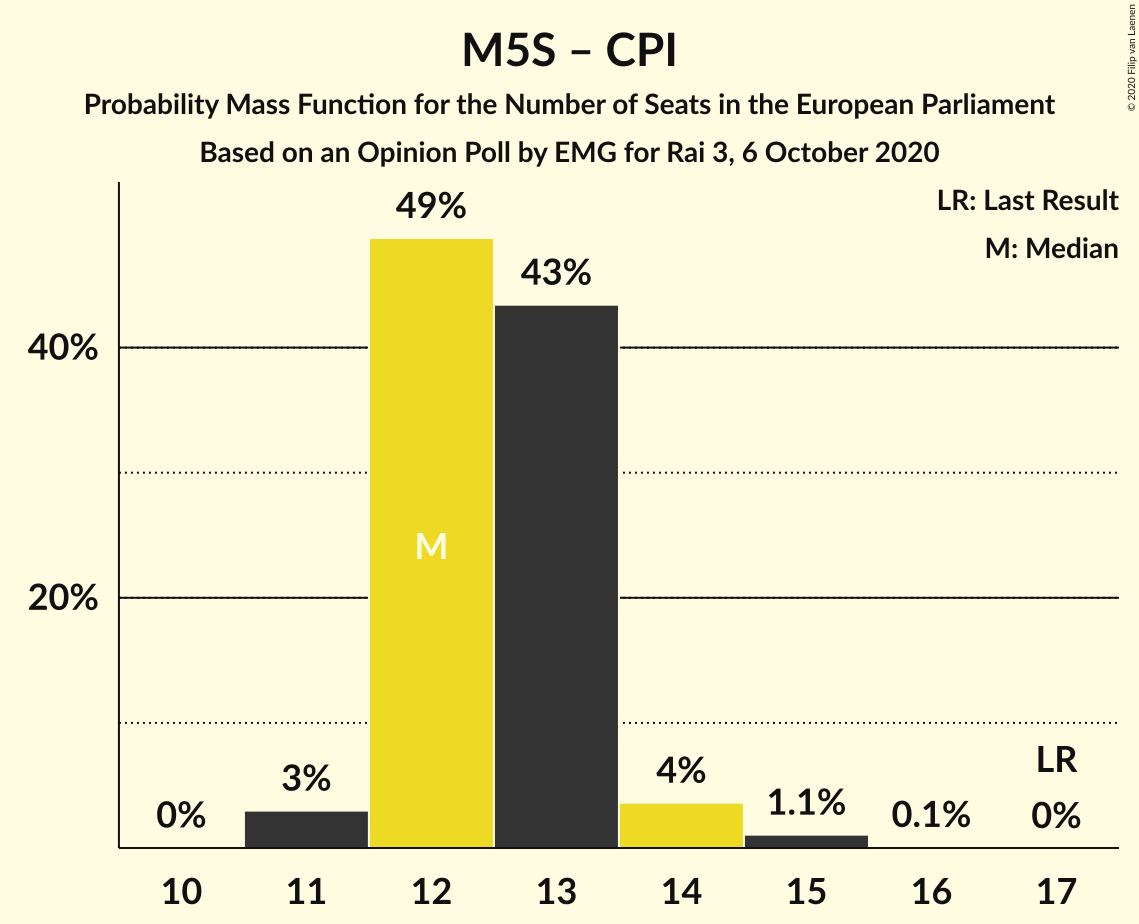 M5S – CPI
Probability Mass Function for the Number of Seats in the European Parliament
Based on an Opinion Poll by EMG for Rai 3, 6 October 2020
© 2020 Filip van Laenen
LR: Last Result
M: Median
49%
43%
40%
M
20%
LR
0%
3%
4%
1.1%
0.1%
0%
10 11 12 13 14 15 16 17